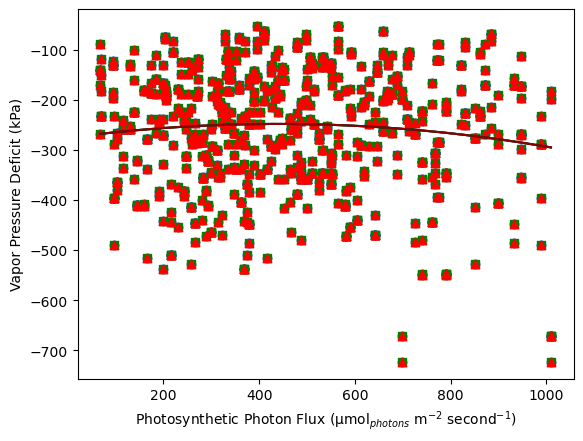 −100
−200
−300
−400
−500
−600
−700
Vapor Pressure Deficit (kPa)
200 400 600 800 1000
Photosynthetic Photon Flux (μmol$_{photons}$ m$^{-2}$ second$^{-1}$)